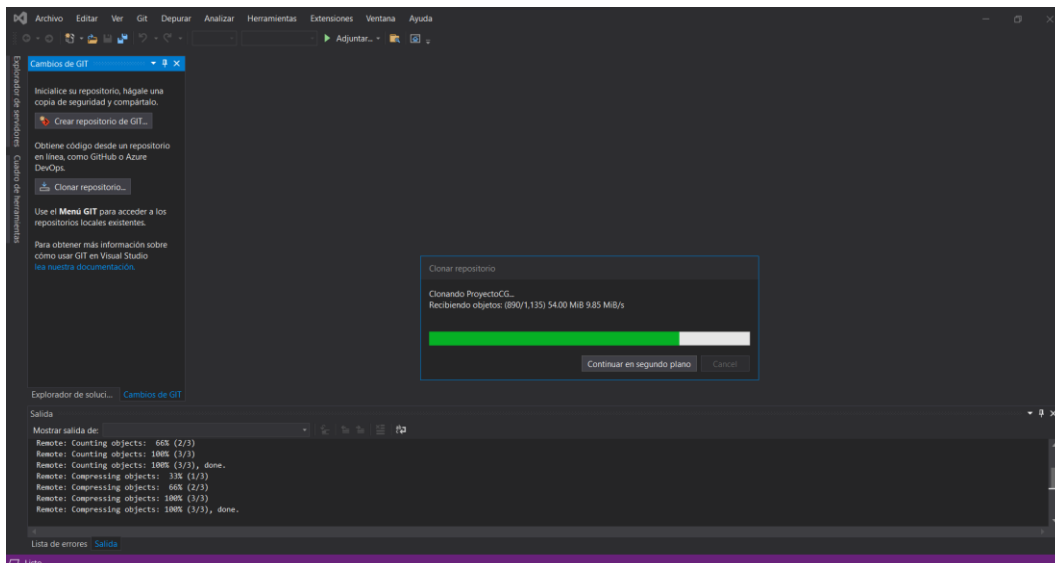 Archivo Editar Ver Git Depurar Analizar Herramientas Extensiones Ventana Ayuda
Adjuntar...
Explorador de servidores
Cuadro de herramientas
Cambios de GIT
Inicialice su repositorio, hágale una
copia de seguridad y compártalo.
Crear repositorio de GIT...
Obtiene código desde un repositorio
en línea, como GitHub o Azure
DevOps.
Clonar repositorio...
Use el Menú GIT para acceder a los
repositorios locales existentes.
Para obtener más información sobre
cómo usar GIT en Visual Studio
lea nuestra documentación.
Explorador de soluci... Cambios de GIT
Clonar repositorio
Clonando ProyectoCG...
Recibiendo objetos: (890/1,135) 54.00 MiB 9.85 MiB/s
Continuar en segundo plano Cancel
Salida
Mostrar salida de:
Remote: Counting objects: 66% (2/3)
Remote: Counting objects: 100% (3/3)
Remote: Counting objects: 100% (3/3), done.
Remote: Compressing objects: 33% (1/3)
Remote: Compressing objects: 66% (2/3)
Remote: Compressing objects: 100% (3/3)
Remote: Compressing objects: 100% (3/3), done.
Lista de errores Salida
Listo